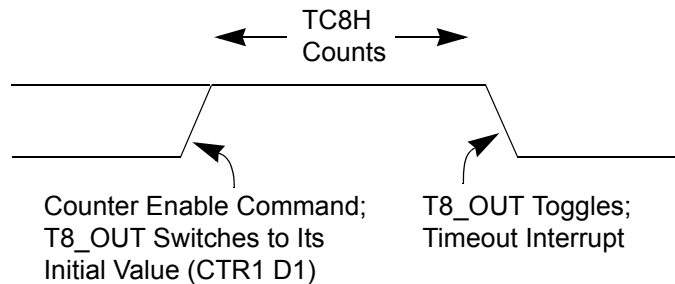 TC8H
Counts
Counter Enable Command;
T8_OUT Switches to Its
Initial Value (CTR1 D1)
T8_OUT Toggles;
Timeout Interrupt